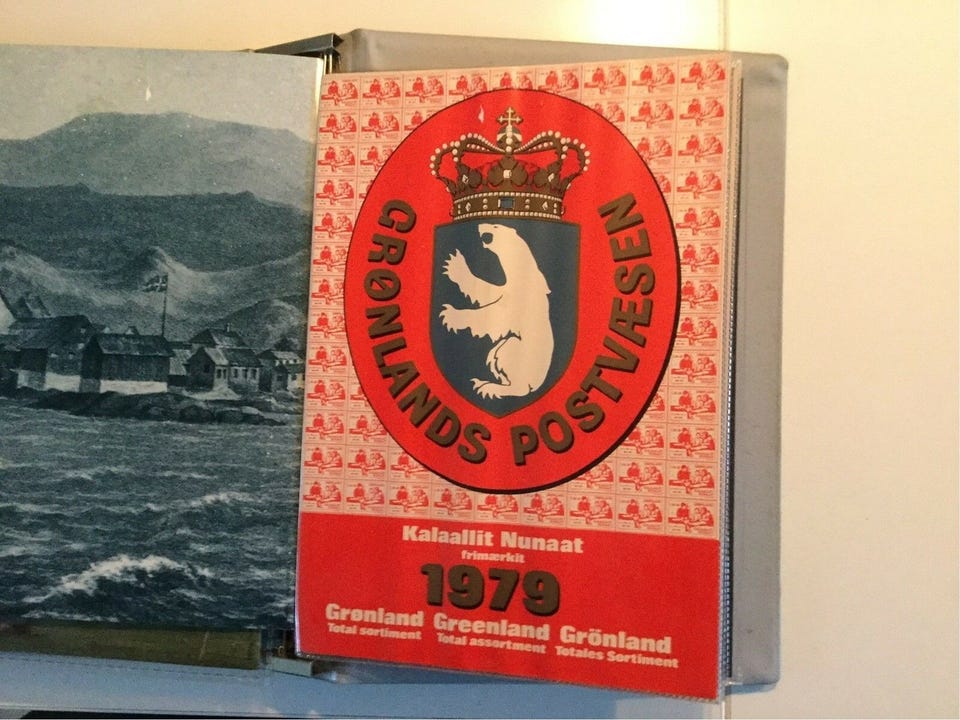 GRØNLANDS POSTVÆSEN
Kalaallit Nunaat
frimærkit
1979
Grønland Greenland Grönland
Total sortiment Total assortment Totales Sortiment